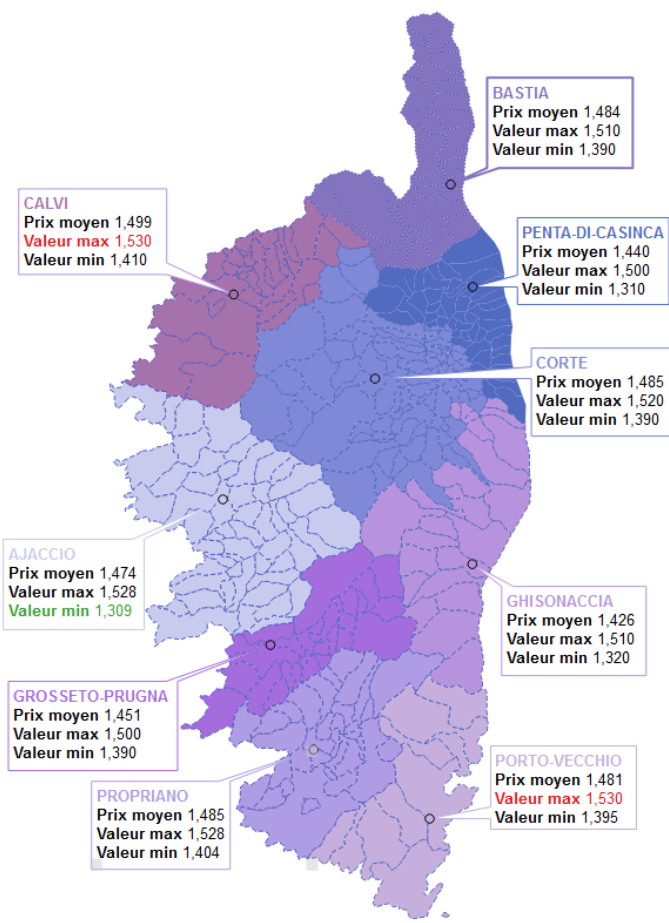 BASTIA
Prix moyen 1,484
Valeur max 1,510
Valeur min 1,390
CALVI
Prix moyen 1,499
Valeur max 1,530
Valeur min 1,410
PENTA-DI-CASINCA
Prix moyen 1,440
Valeur max 1,500
Valeur min 1,310
CORTE
Prix moyen 1,485
Valeur max 1,520
Valeur min 1,390
AJACCIO
Prix moyen 1,474
Valeur max 1,528
Valeur min 1,309
GHISONACCIA
Prix moyen 1,426
Valeur max 1,510
Valeur min 1,320
GROSSETO-PRUGNA
Prix moyen 1,451
Valeur max 1,500
Valeur min 1,390
PORTO-VECCHIO
Prix moyen 1,481
Valeur max 1,530
Valeur min 1,395
PROPRIANO
Prix moyen 1,485
Valeur max 1,528
Valeur min 1,404